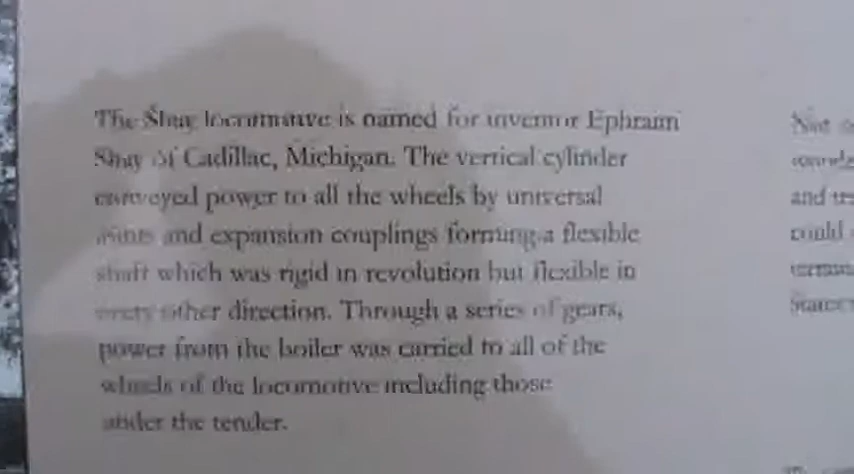 The Shay locomotive is named for inventor Ephraim
Shay of Cadillac, Michigan. The vertical cylinder
conveyed power to all the wheels by universal
joints and expansion couplings forming a flexible
shaft which was rigid in revolution but flexible in
every other direction. Through a series of gears,
power from the boiler was carried to all of the
wheels of the locomotive including those
under the tender.
Not
and
could